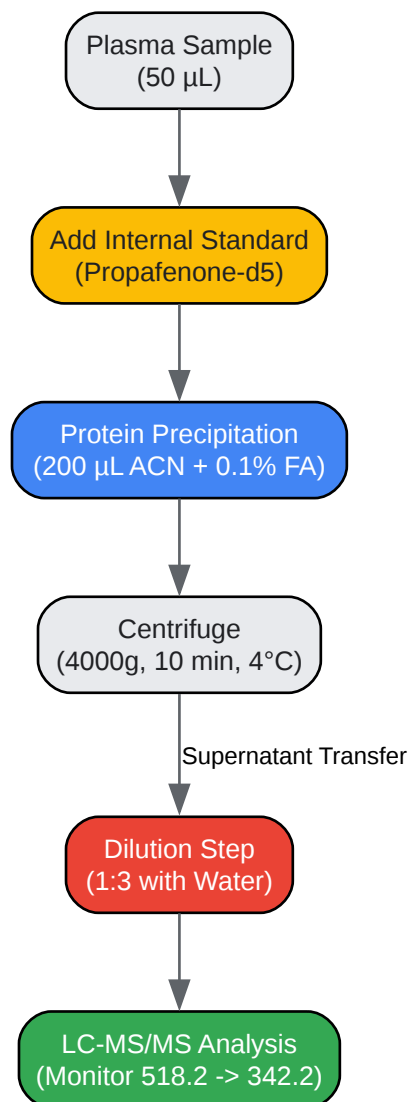 Plasma Sample
(50 µL)
Add Internal Standard
(Propafenone-d5)
Protein Precipitation
(200 µL ACN + 0.1% FA)
Centrifuge
(4000g, 10 min, 4°C)
Supernatant Transfer
Dilution Step
(1:3 with Water)
LC-MS/MS Analysis
(Monitor 518.2 -> 342.2)